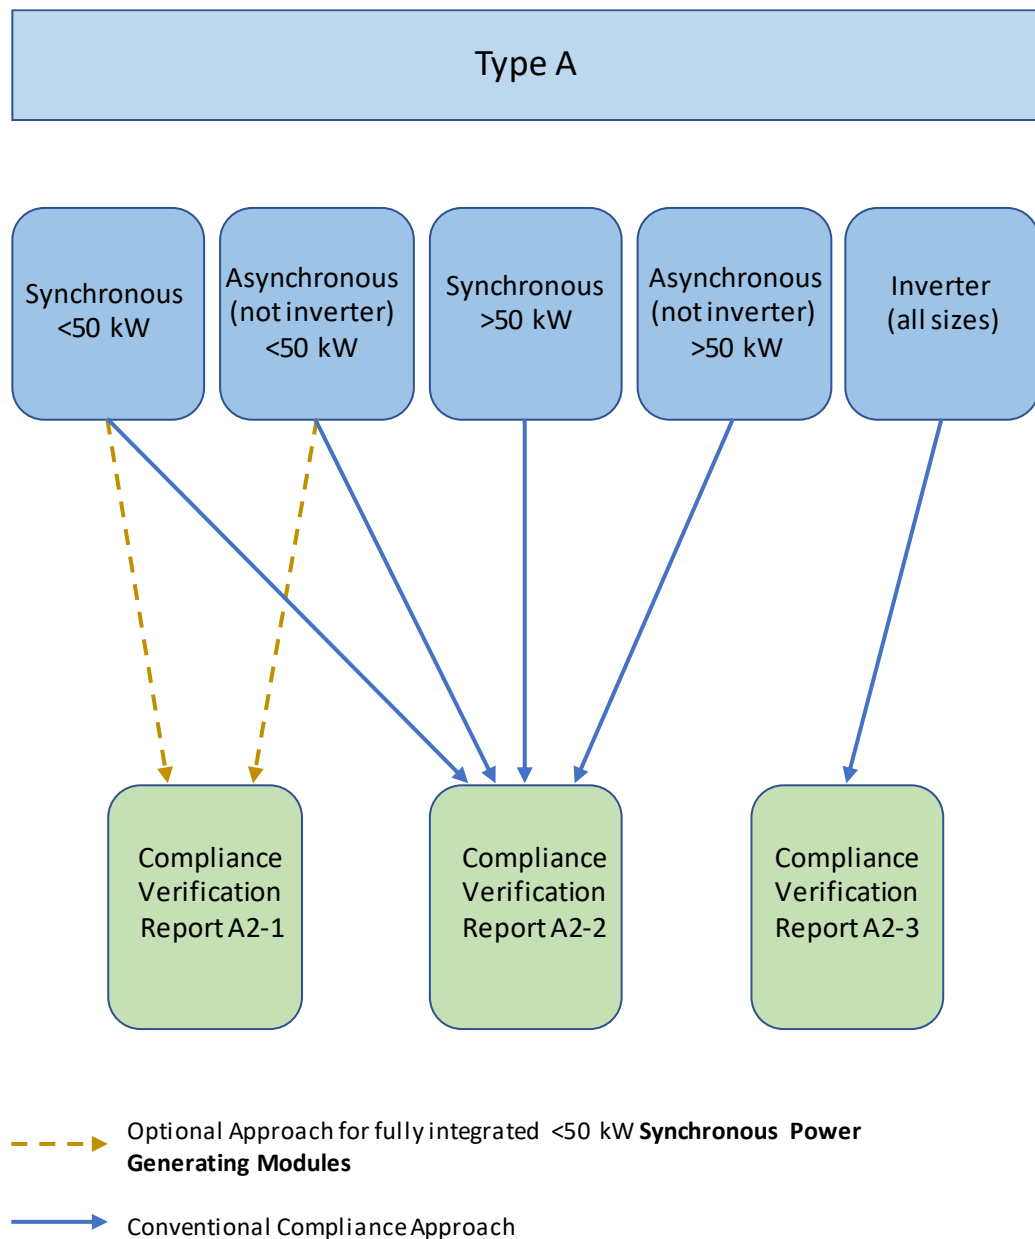 Type A
Synchronous
<50 kW
Asynchronous
(not inverter)
<50 kW
Synchronous
>50 kW
Asynchronous
(not inverter)
>50 kW
Inverter
(all sizes)
Compliance
Verification
Report A2-1
Compliance
Verification
Report A2-2
Compliance
Verification
Report A2-3
Optional Approach for fully integrated <50 kW Synchronous Power
Generating Modules
Conventional Compliance Approach